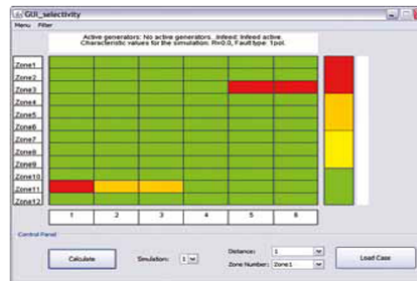 GUI_selectivity
Menu Filter
Active generators: No active generators. Infeed: Infeed active.
Characteristic values for the simulation: R=0.0, Fault type: 1pol.
Zone1
Zone2
Zone3
Zone4
Zone5
Zone6
Zone7
Zone8
Zone9
Zone10
Zone11
Zone12
1 2 3 4 5 6
Control Panel
Calculate
Simulation: 1
Distance: 1
Zone Number: Zone1
Load Case